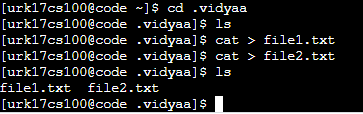 [urk17cs100@code ~]$ cd .vidyaa
[urk17cs100@code .vidyaa]$ ls
[urk17cs100@code .vidyaa]$ cat > file1.txt
[urk17cs100@code .vidyaa]$ cat > file2.txt
[urk17cs100@code .vidyaa]$ ls
file1.txt  file2.txt
[urk17cs100@code .vidyaa]$